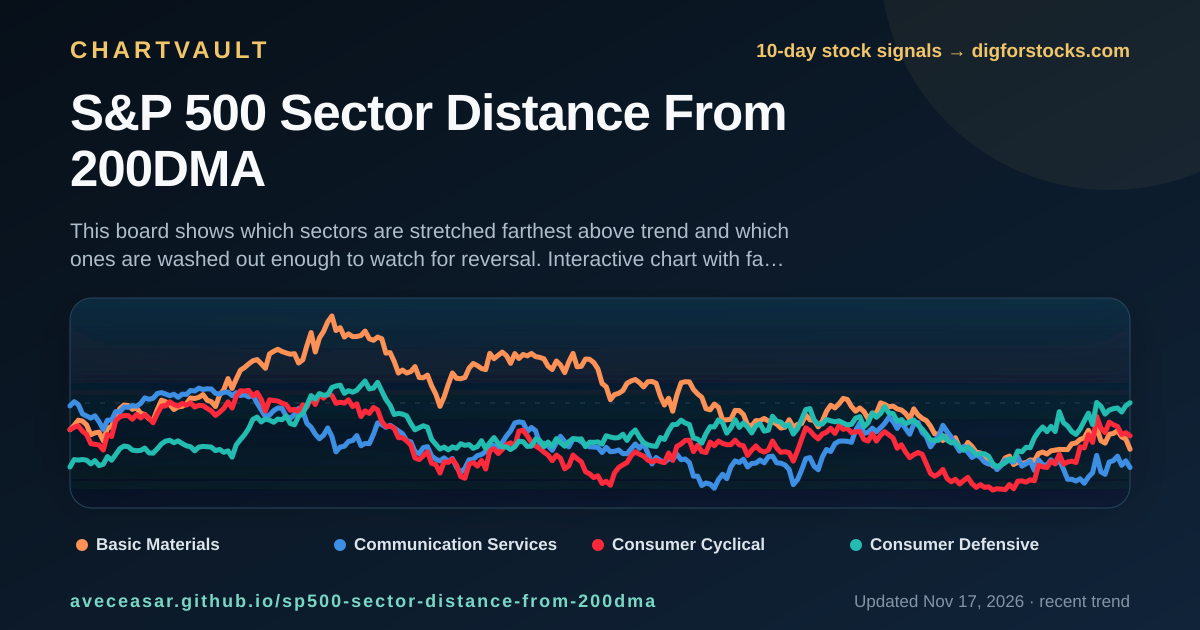 CHARTVAULT
10-day stock signals → digforstocks.com
S&P 500 Sector Distance From
200DMA
This board shows which sectors are stretched farthest above trend and which
ones are washed out enough to watch for reversal. Interactive chart with fa…
Basic Materials
Communication Services
Consumer Cyclical
Consumer Defensive
aveceasar.github.io/sp500-sector-distance-from-200dma
Updated Nov 17, 2026 · recent trend